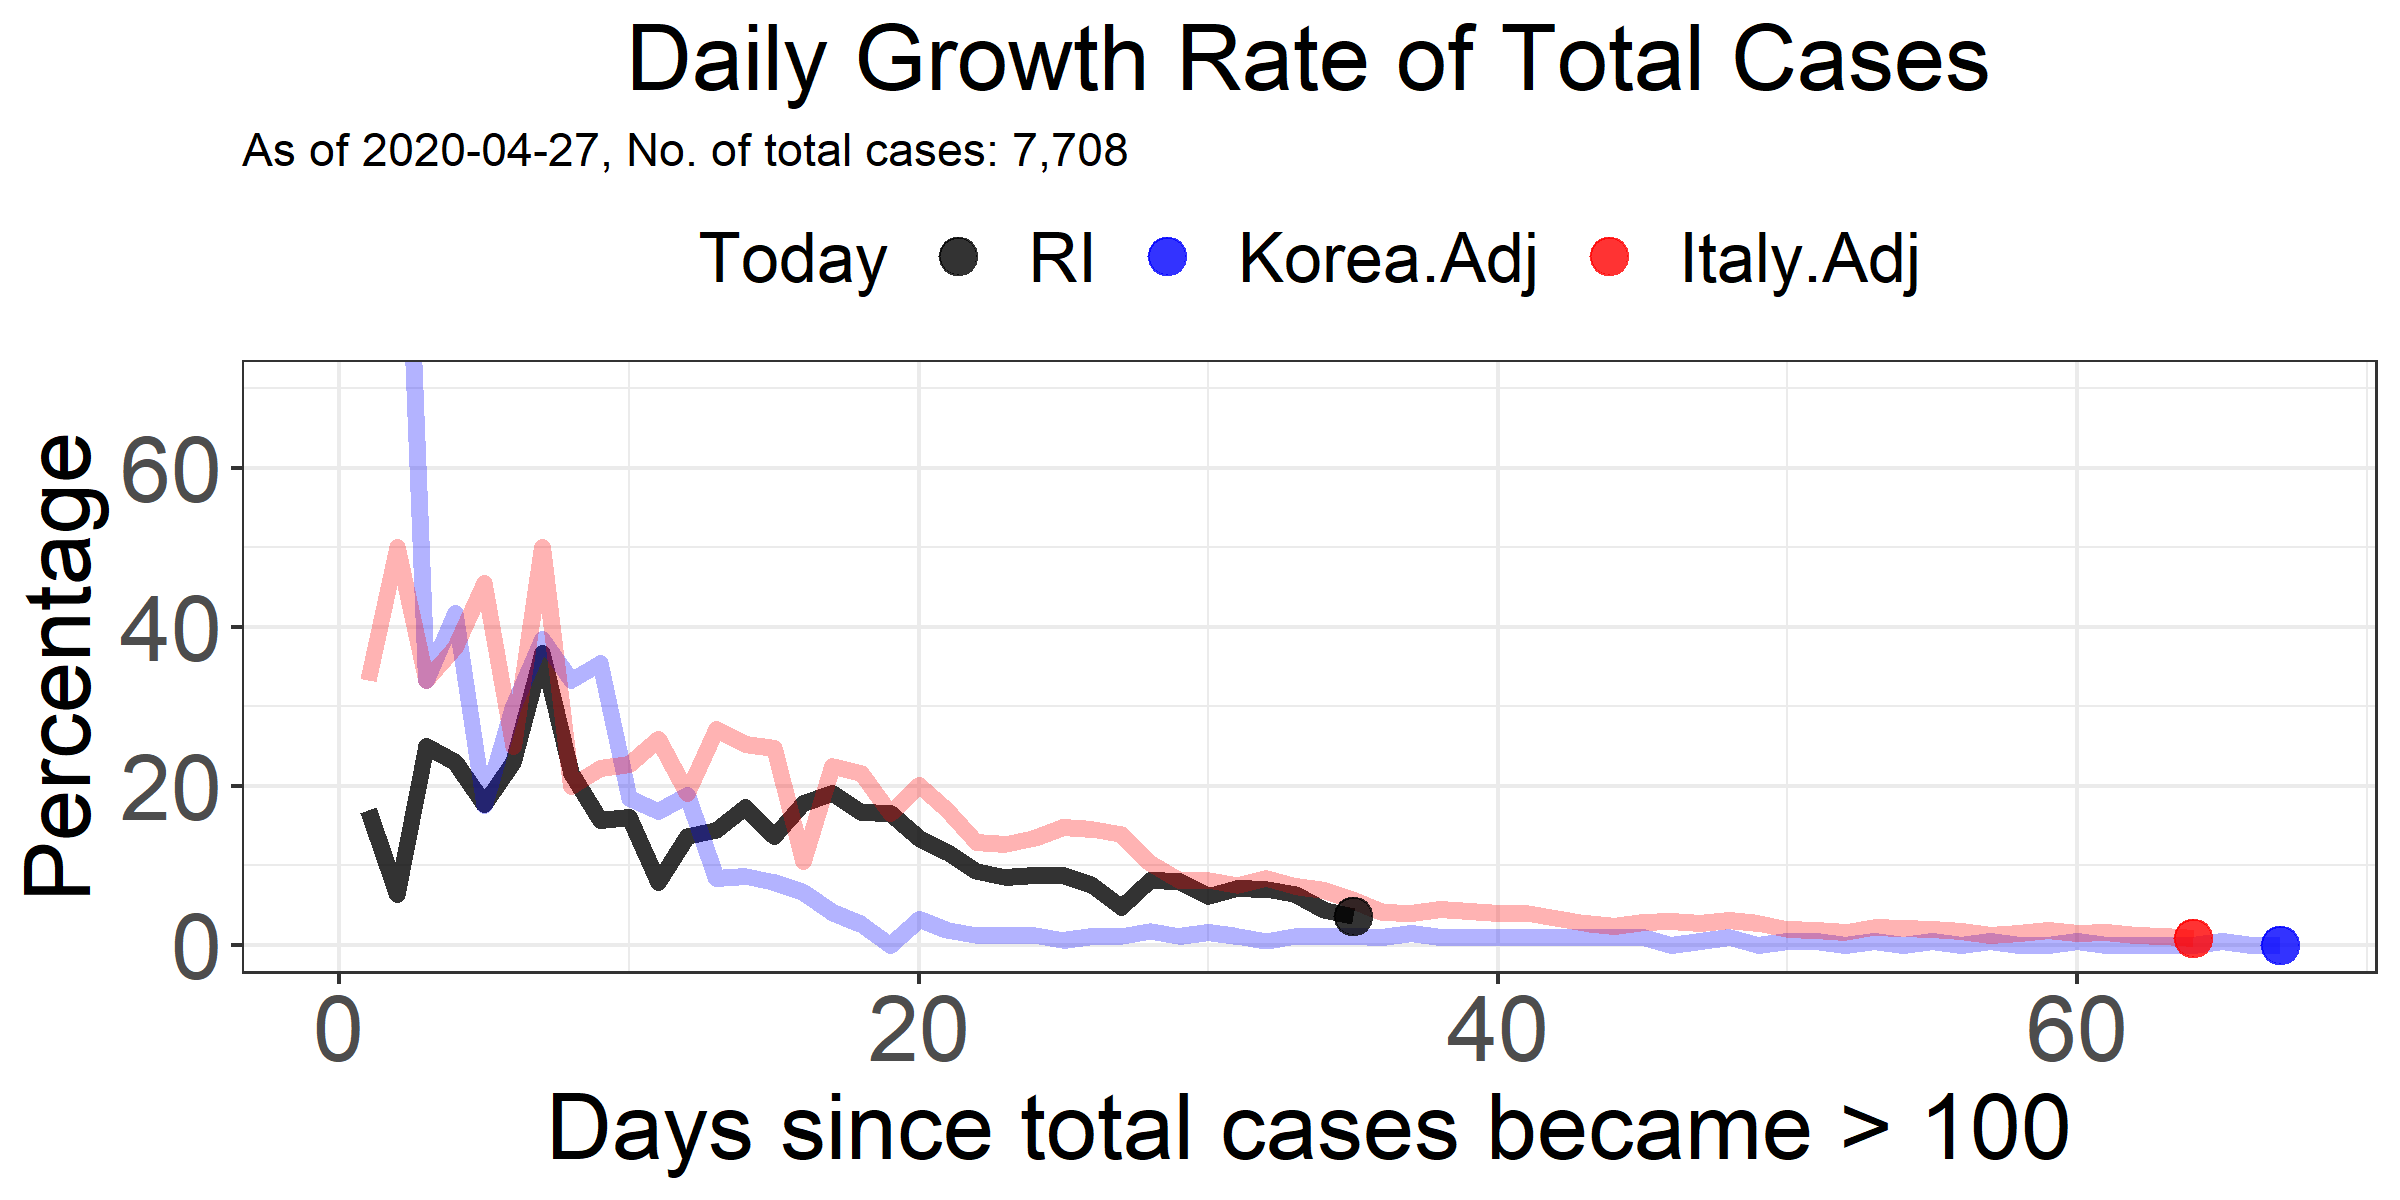 Daily Growth Rate of Total Cases
As of 2020-04-27, No. of total cases: 7,708
Today RI Korea.Adj Italy.Adj
Percentage
60
40
20
0
0 20 40 60
Days since total cases became > 100